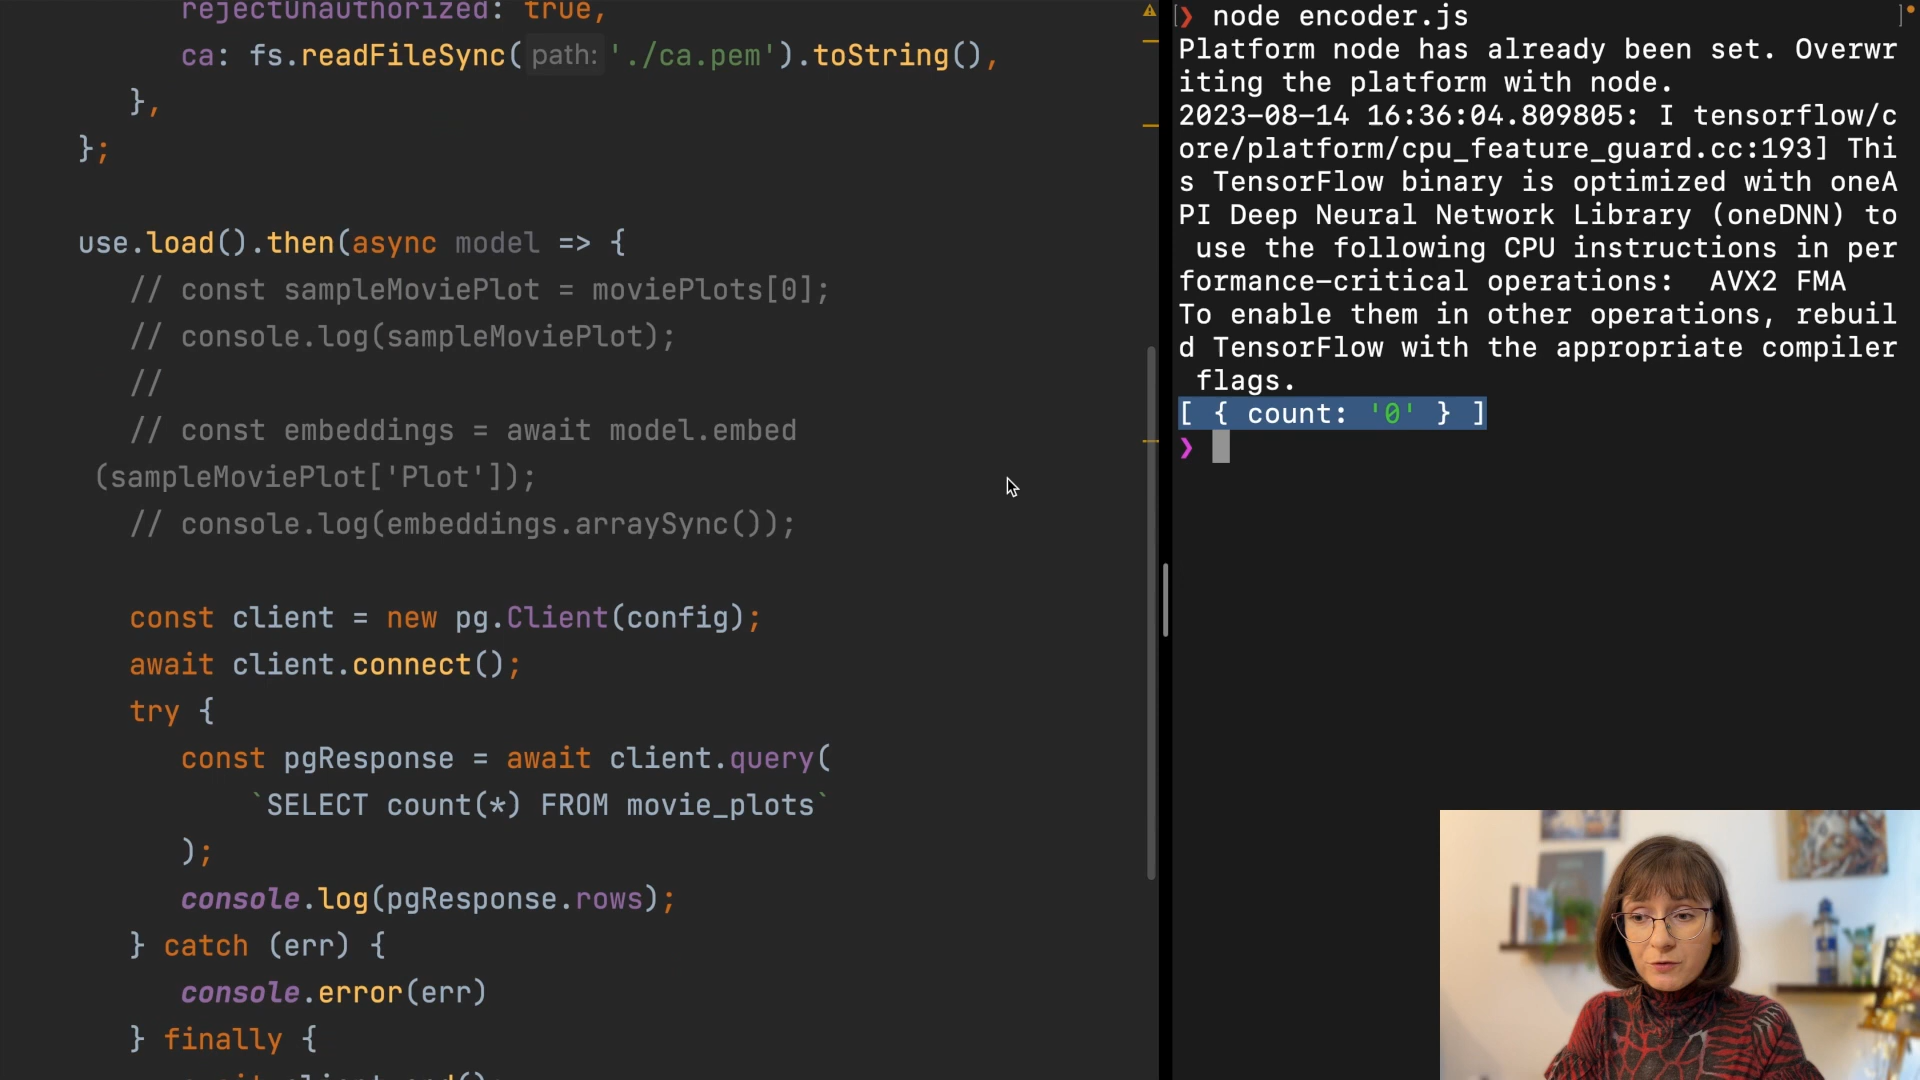 rejectUnauthorized: true,
ca: fs.readFileSync( path: './ca.pem').toString(),
},
};
use.load().then(async model => {
// const sampleMoviePlot = moviePlots[0];
// console.log(sampleMoviePlot);
//
// const embeddings = await model.embed
(sampleMoviePlot['Plot']);
// console.log(embeddings.arraySync());
const client = new pg.Client(config);
await client.connect();
try {
const pgResponse = await client.query(
`SELECT count(*) FROM movie_plots`
);
console.log(pgResponse.rows);
} catch (err) {
console.error(err)
} finally {
❯ node encoder.js
Platform node has already been set. Overwr
iting the platform with node.
2023-08-14 16:36:04.809805: I tensorflow/c
ore/platform/cpu_feature_guard.cc:193] Thi
s TensorFlow binary is optimized with oneA
PI Deep Neural Network Library (oneDNN) to
use the following CPU instructions in per
formance-critical operations:  AVX2 FMA
To enable them in other operations, rebuil
d TensorFlow with the appropriate compiler
flags.
[ { count: '0' } ]
❯